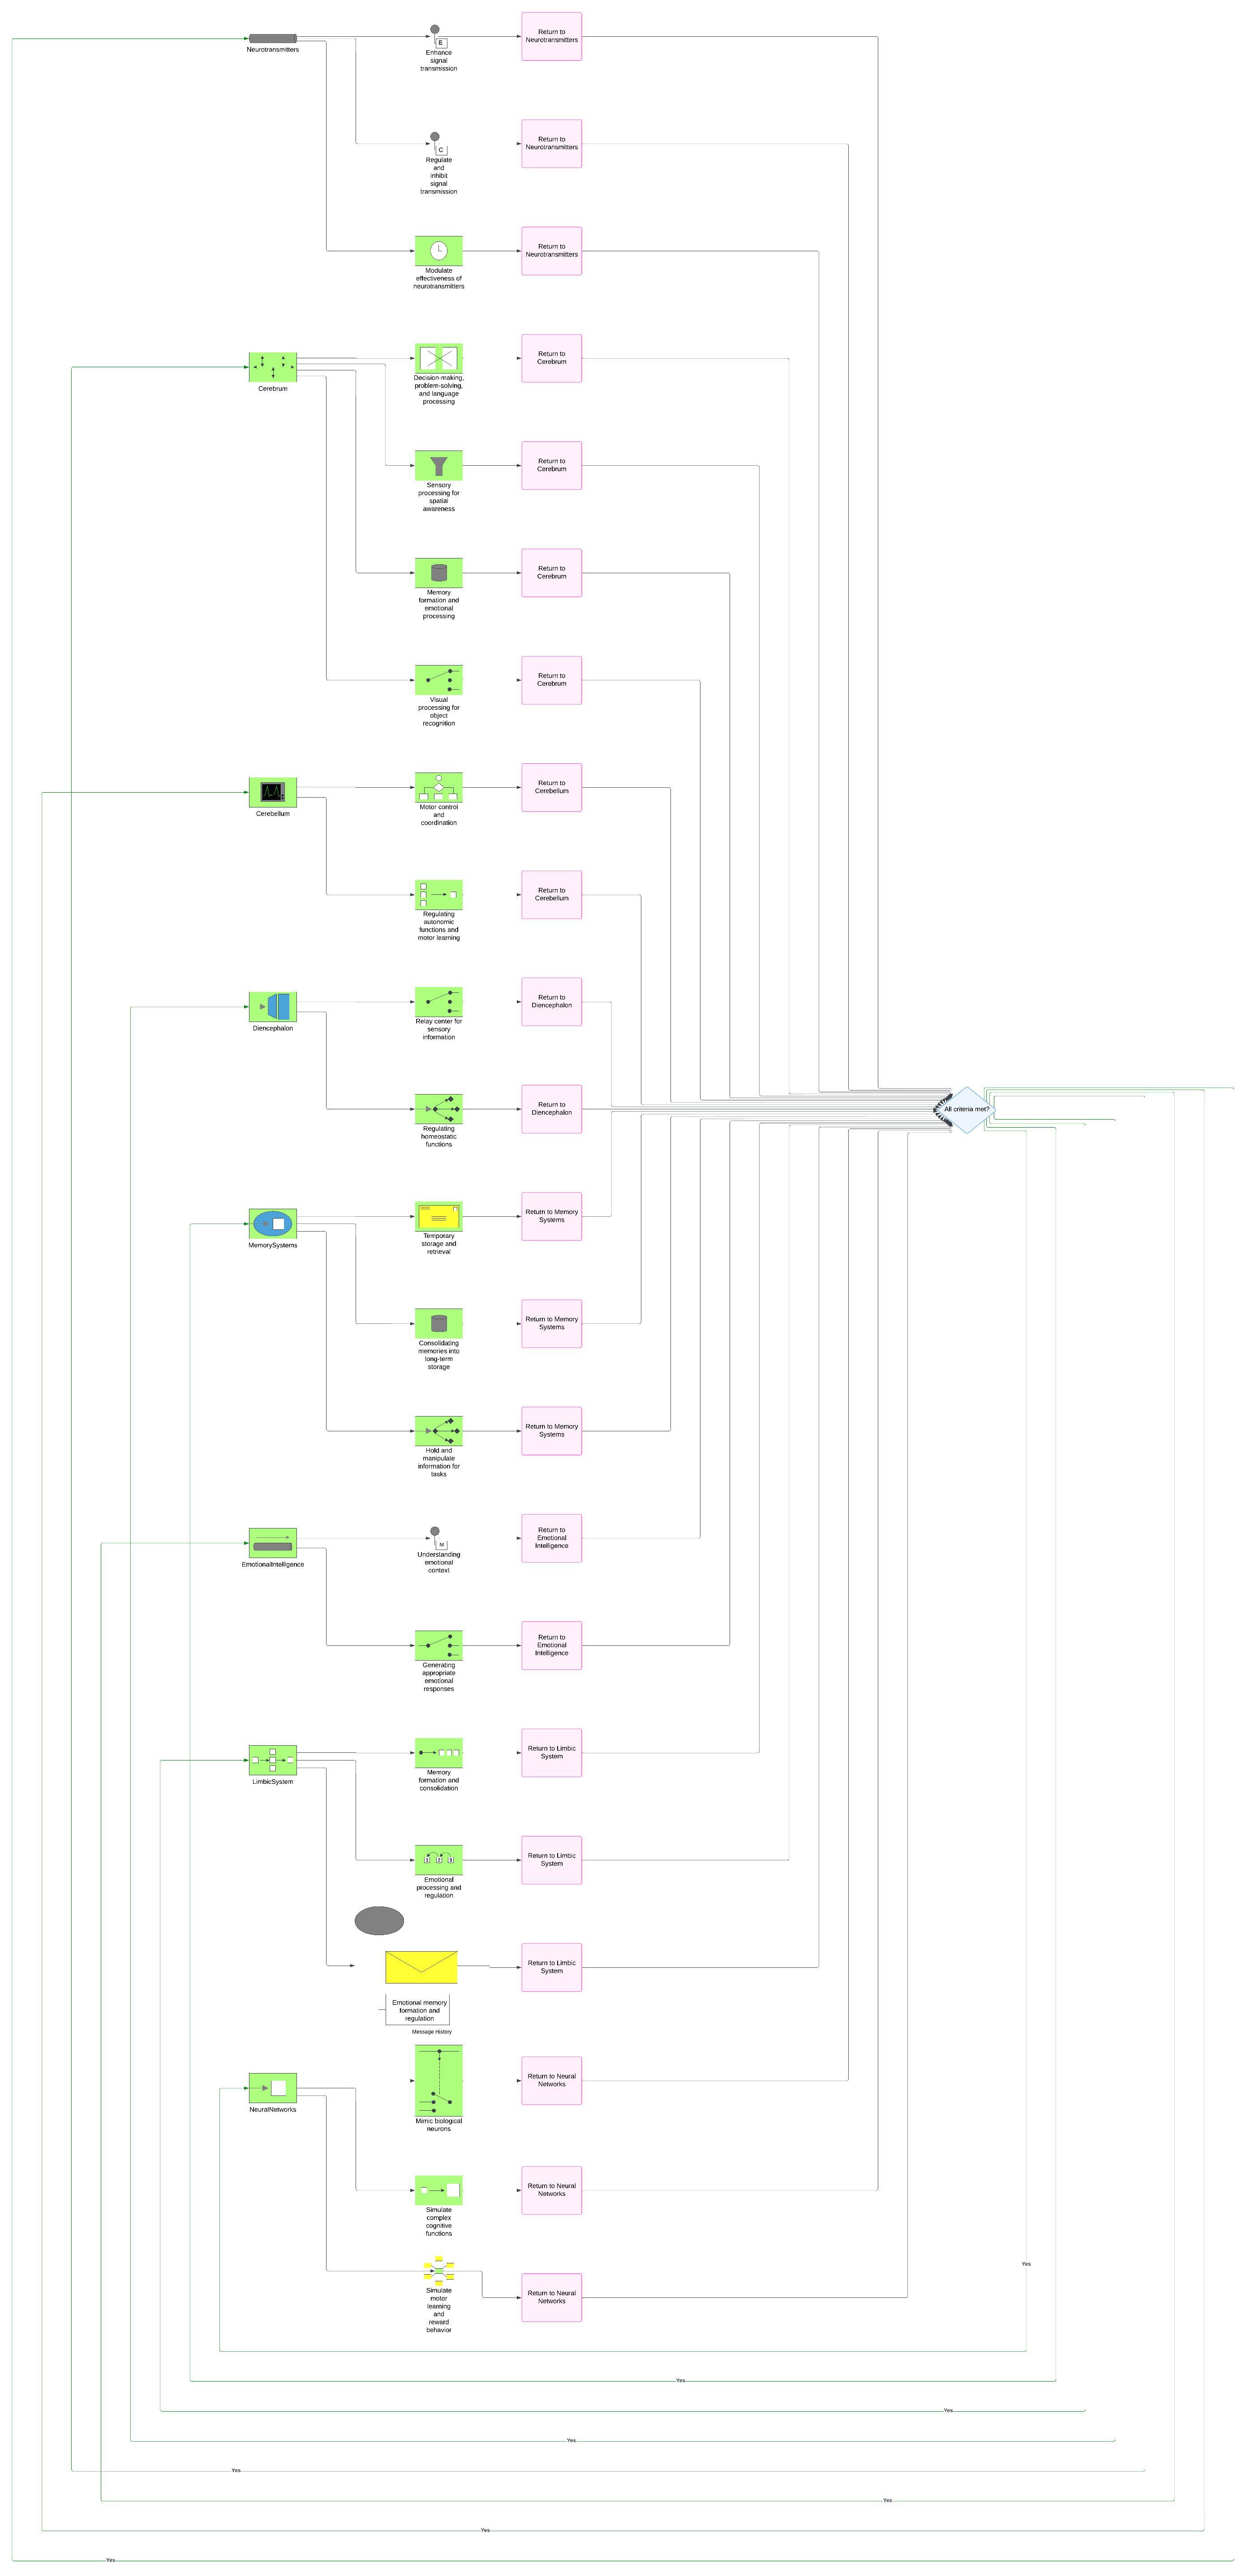 Neurotransmitters
E
Enhance
signal
transmission
Return to
Neurotransmitters
C
Regulate
and
inhibit
signal
transmission
Return to
Neurotransmitters
Modulate
effectiveness of
neurotransmitters
Return to
Neurotransmitters
Cerebrum
Decision-making,
problem-solving,
and language
processing
Return to
Cerebrum
Sensory
processing for
spatial
awareness
Return to
Cerebrum
Memory
formation and
emotional
processing
Return to
Cerebrum
Visual
processing for
object
recognition
Return to
Cerebrum
Cerebellum
Motor control
and
coordination
Return to
Cerebellum
Regulating
autonomic
functions and
motor learning
Return to
Cerebellum
Diencephalon
Relay center for
sensory
information
Return to
Diencephalon
Regulating
homeostatic
functions
Return to
Diencephalon
All criteria met?
MemorySystems
Temporary
storage and
retrieval
Return to Memory
Systems
Consolidating
memories into
long-term
storage
Return to Memory
Systems
Hold and
manipulate
information for
tasks
Return to Memory
Systems
EmotionalIntelligence
M
Understanding
emotional
context
Return to
Emotional
Intelligence
Generating
appropriate
emotional
responses
Return to
Emotional
Intelligence
LimbicSystem
Memory
formation and
consolidation
Return to Limbic
System
1 2 3
Emotional
processing and
regulation
Return to Limbic
System
Return to Limbic
System
Emotional memory
formation and
regulation
Message History
NeuralNetworks
Mimic biological
neurons
Return to Neural
Networks
Simulate
complex
cognitive
functions
Return to Neural
Networks
Simulate
motor
learning
and
reward
behavior
Return to Neural
Networks
Yes
Yes
Yes
Yes
Yes
Yes
Yes
Yes